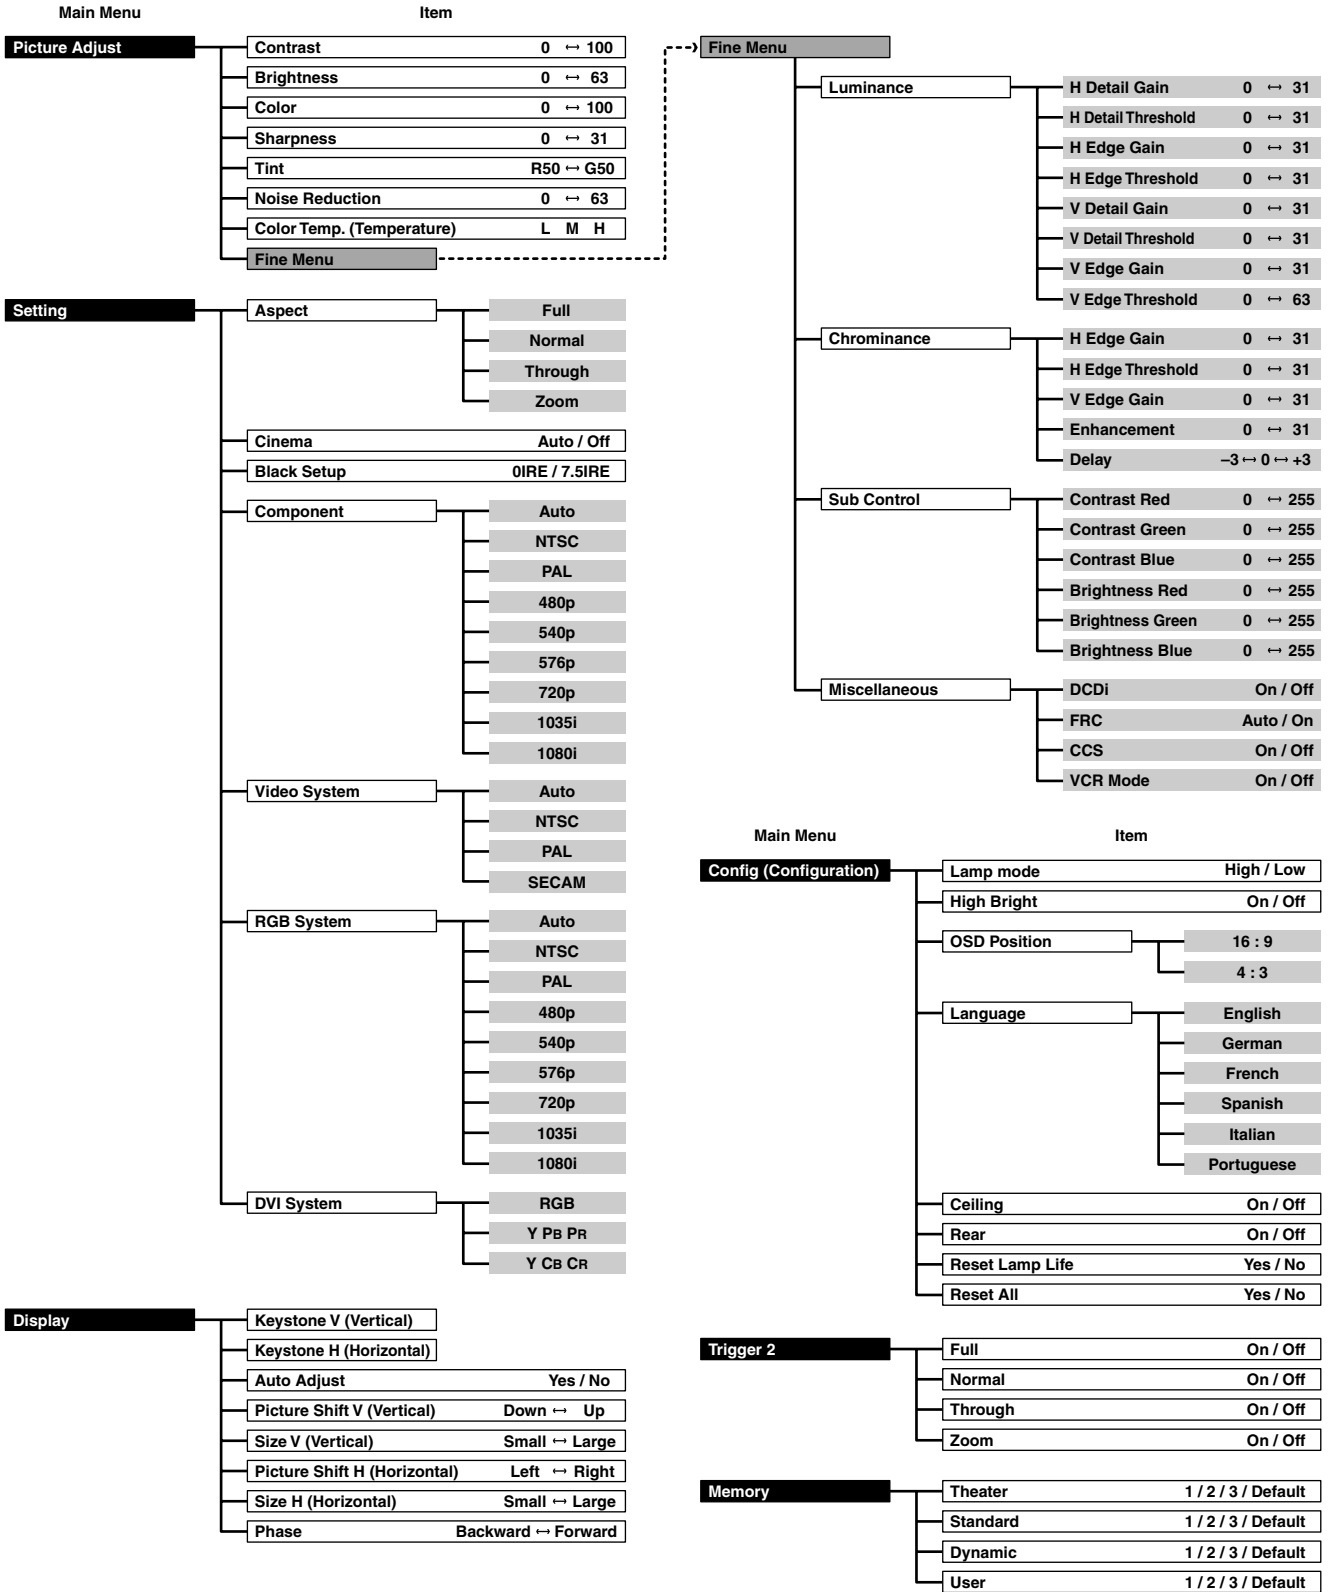 Main Menu Item
Picture Adjust
Contrast 0 ↔ 100
Brightness 0 ↔ 63
Color 0 ↔ 100
Sharpness 0 ↔ 31
Tint R50 ↔ G50
Noise Reduction 0 ↔ 63
Color Temp. (Temperature) L M H
Fine Menu
Setting
Aspect
Full
Normal
Through
Zoom
Cinema Auto / Off
Black Setup 0IRE / 7.5IRE
Component
Auto
NTSC
PAL
480p
540p
576p
720p
1035i
1080i
Video System
Auto
NTSC
PAL
SECAM
RGB System
Auto
NTSC
PAL
480p
540p
576p
720p
1035i
1080i
DVI System
RGB
Y PB PR
Y CB CR
Display
Keystone V (Vertical)
Keystone H (Horizontal)
Auto Adjust Yes / No
Picture Shift V (Vertical) Down ↔ Up
Size V (Vertical) Small ↔ Large
Picture Shift H (Horizontal) Left ↔ Right
Size H (Horizontal) Small ↔ Large
Phase Backward ↔ Forward
Fine Menu
Luminance
H Detail Gain 0 ↔ 31
H Detail Threshold 0 ↔ 31
H Edge Gain 0 ↔ 31
H Edge Threshold 0 ↔ 31
V Detail Gain 0 ↔ 31
V Detail Threshold 0 ↔ 31
V Edge Gain 0 ↔ 31
V Edge Threshold 0 ↔ 63
Chrominance
H Edge Gain 0 ↔ 31
H Edge Threshold 0 ↔ 31
V Edge Gain 0 ↔ 31
Enhancement 0 ↔ 31
Delay –3 ↔ 0 ↔ +3
Sub Control
Contrast Red 0 ↔ 255
Contrast Green 0 ↔ 255
Contrast Blue 0 ↔ 255
Brightness Red 0 ↔ 255
Brightness Green 0 ↔ 255
Brightness Blue 0 ↔ 255
Miscellaneous
DCDi On / Off
FRC Auto / On
CCS On / Off
VCR Mode On / Off
Main Menu Item
Config (Configuration)
Lamp mode High / Low
High Bright On / Off
OSD Position
16 : 9
4 : 3
Language
English
German
French
Spanish
Italian
Portuguese
Ceiling On / Off
Rear On / Off
Reset Lamp Life Yes / No
Reset All Yes / No
Trigger 2
Full On / Off
Normal On / Off
Through On / Off
Zoom On / Off
Memory
Theater 1 / 2 / 3 / Default
Standard 1 / 2 / 3 / Default
Dynamic 1 / 2 / 3 / Default
User 1 / 2 / 3 / Default